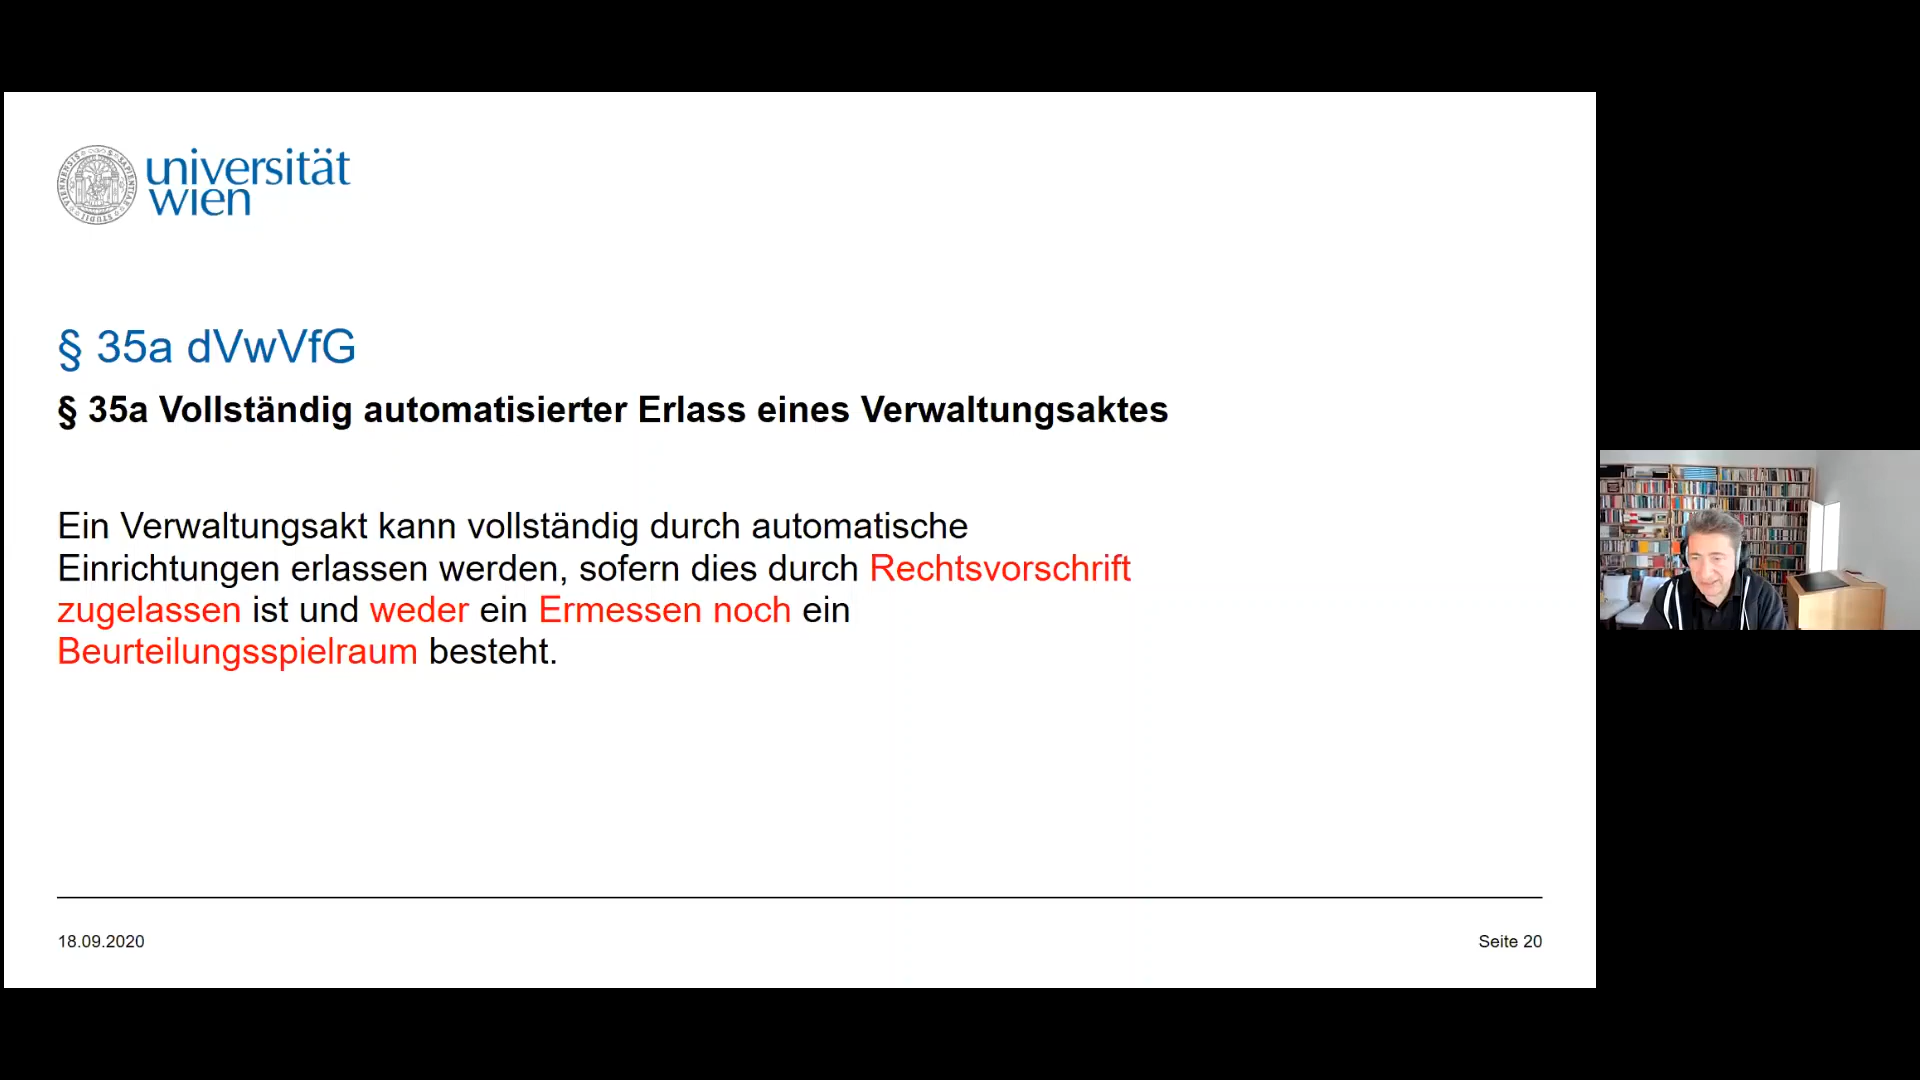 universität
wien
§ 35a dVwVfG
§ 35a Vollständig automatisierter Erlass eines Verwaltungsaktes
Ein Verwaltungsakt kann vollständig durch automatische
Einrichtungen erlassen werden, sofern dies durch Rechtsvorschrift
zugelassen ist und weder ein Ermessen noch ein
Beurteilungsspielraum besteht.
18.09.2020
Seite 20